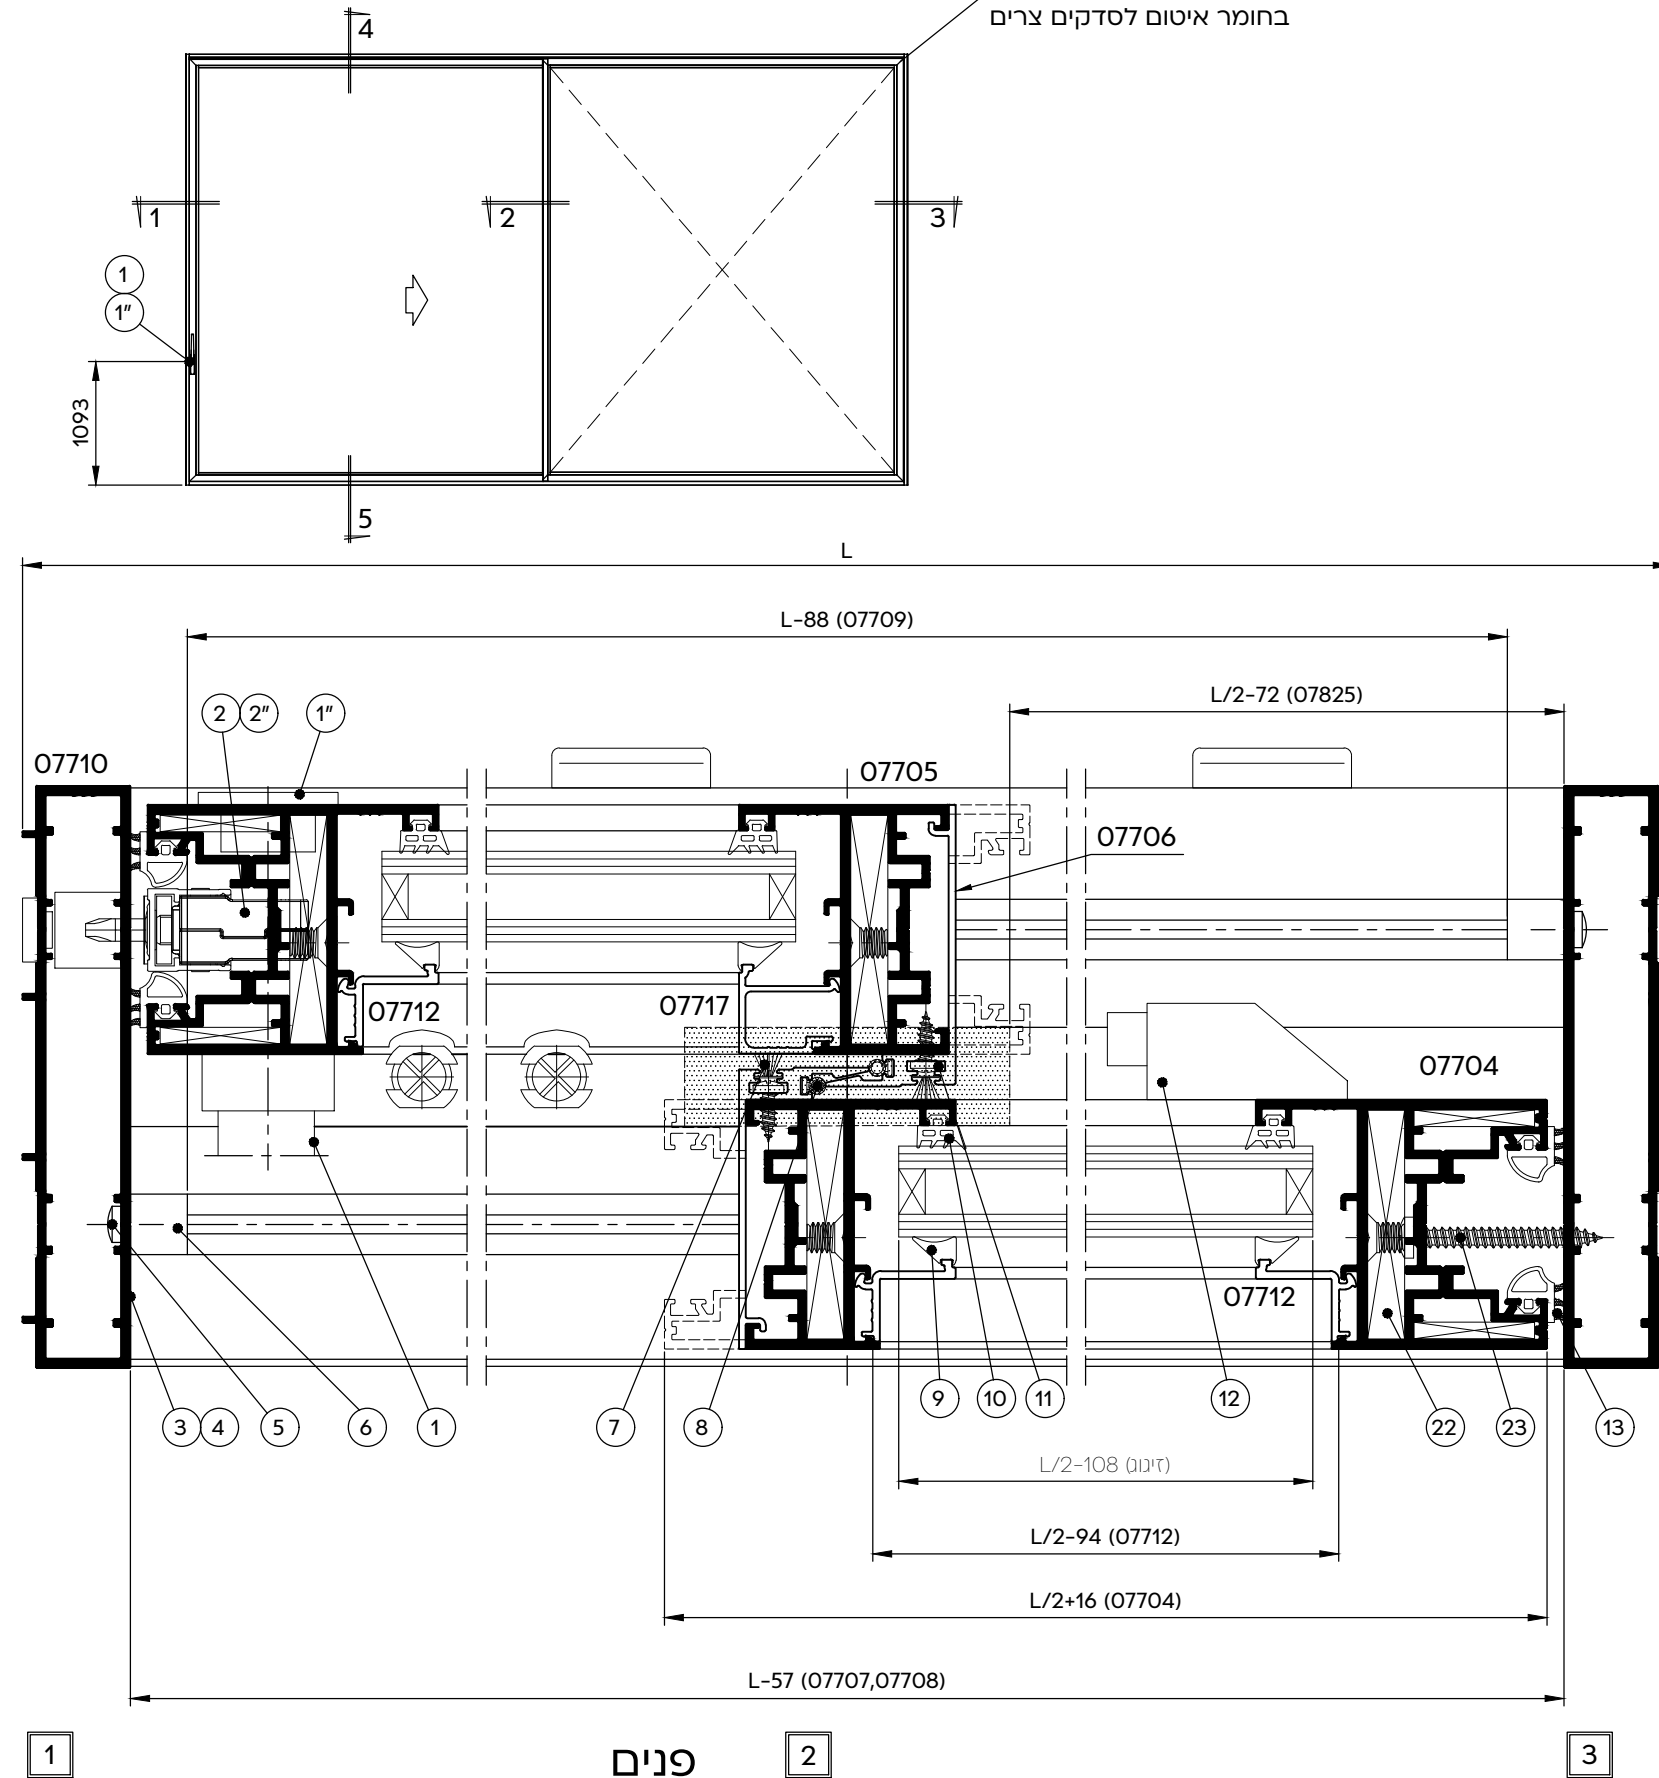 בחומר איטום לסדקים צרים
4
1 2 3
1
1"
1093
5
L
L-88 (07709)
L/2-72 (07825)
2 2" 1"
07710
07705
07706
07712
07717
07704
07712
3 4 5 6 1 7 8 9 10 11 12 22 23 13
L/2-108 (זיגוג)
L/2-94 (07712)
L/2+16 (07704)
L-57 (07707,07708)
1 פנים 2 3